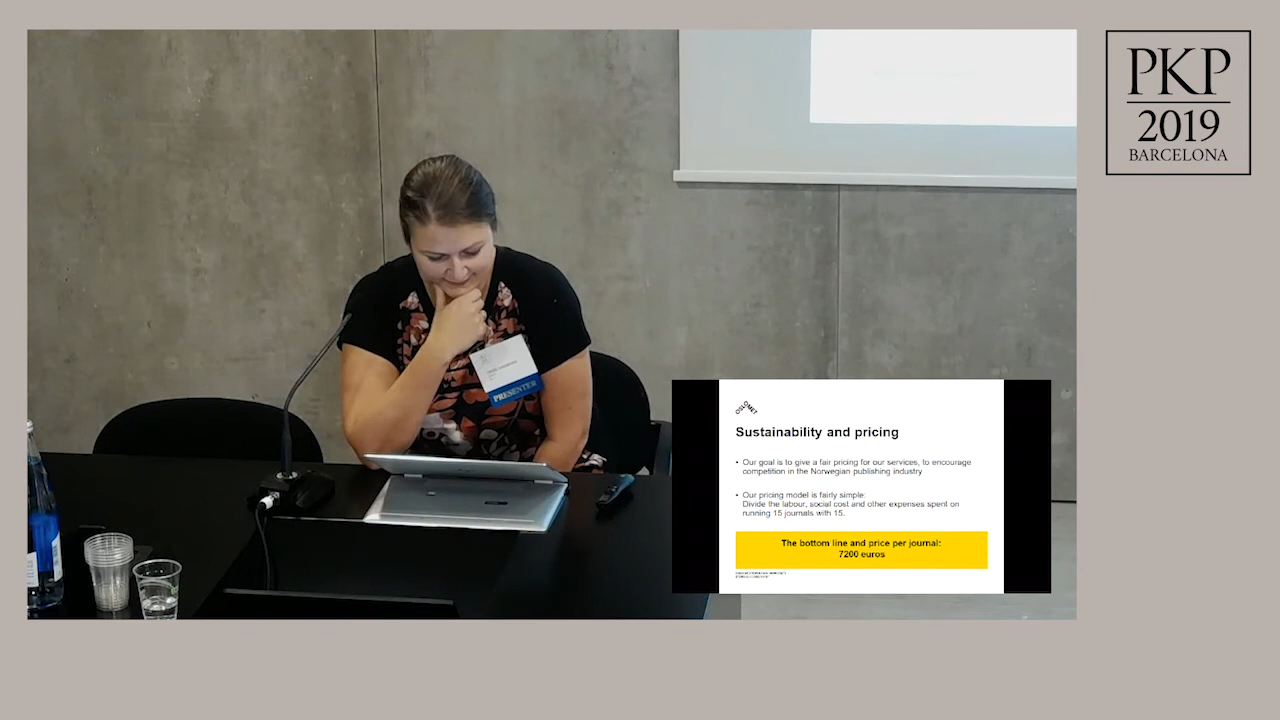 PKP
2019
BARCELONA
PRESENTER
OSLOMET
Sustainability and pricing
• Our goal is to give a fair pricing for our services, to encourage
competition in the Norwegian publishing industry
• Our pricing model is fairly simple:
Divide the labour, social cost and other expenses spent on
running 15 journals with 15.
The bottom line and price per journal:
7200 euros